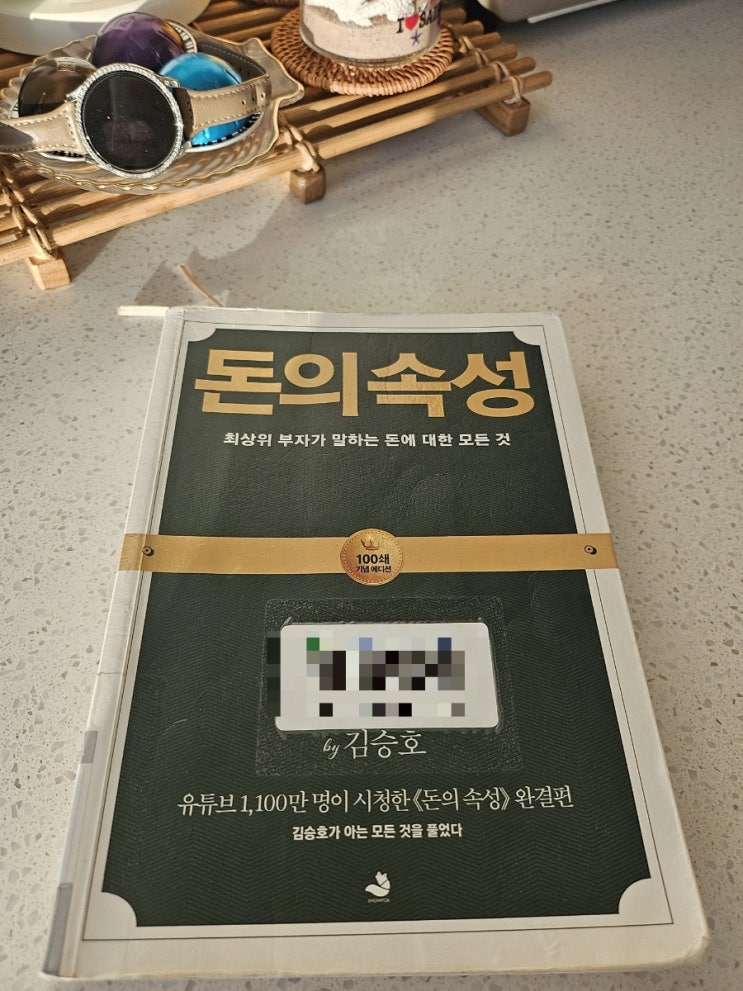 I ♥ SA
돈의 속성
최상위 부자가 말하는 돈에 대한 모든 것
100쇄
기념 에디션
by 김승호
유튜브 1,100만 명이 시청한 《돈의 속성》 완결편
김승호가 아는 모든 것을 풀었다
SNOWFOX